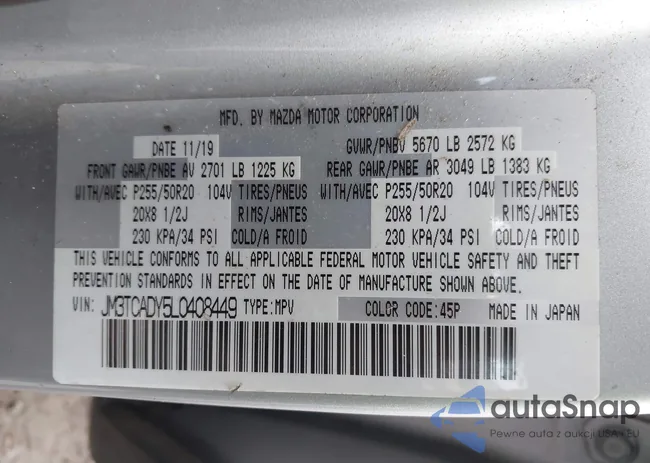 MFD. BY MAZDA MOTOR CORPORATION
DATE 11/19 GVWR/PNBV 5670 LB 2572 KG
FRONT GAWR/PNBE AV 2701 LB 1225 KG REAR GAWR/PNBE AR 3049 LB 1383 KG
WITH/AVEC P255/50R20 104V TIRES/PNEUS WITH/AVEC P255/50R20 104V TIRES/PNEUS
20X8 1/2J RIMS/JANTES 20X8 1/2J RIMS/JANTES
230 KPA/34 PSI COLD/A FROID 230 KPA/34 PSI COLD/A FROID
THIS VEHICLE CONFORMS TO ALL APPLICABLE FEDERAL MOTOR VEHICLE SAFETY AND THEFT
PREVENTION STANDARDS IN EFFECT ON THE DATE OF MANUFACTURE SHOWN ABOVE.
VIN: JM3TCADY5L0408449 TYPE:MPV COLOR CODE:45P MADE IN JAPAN
autoSnap
Pewne auta z aukcji USA - EU